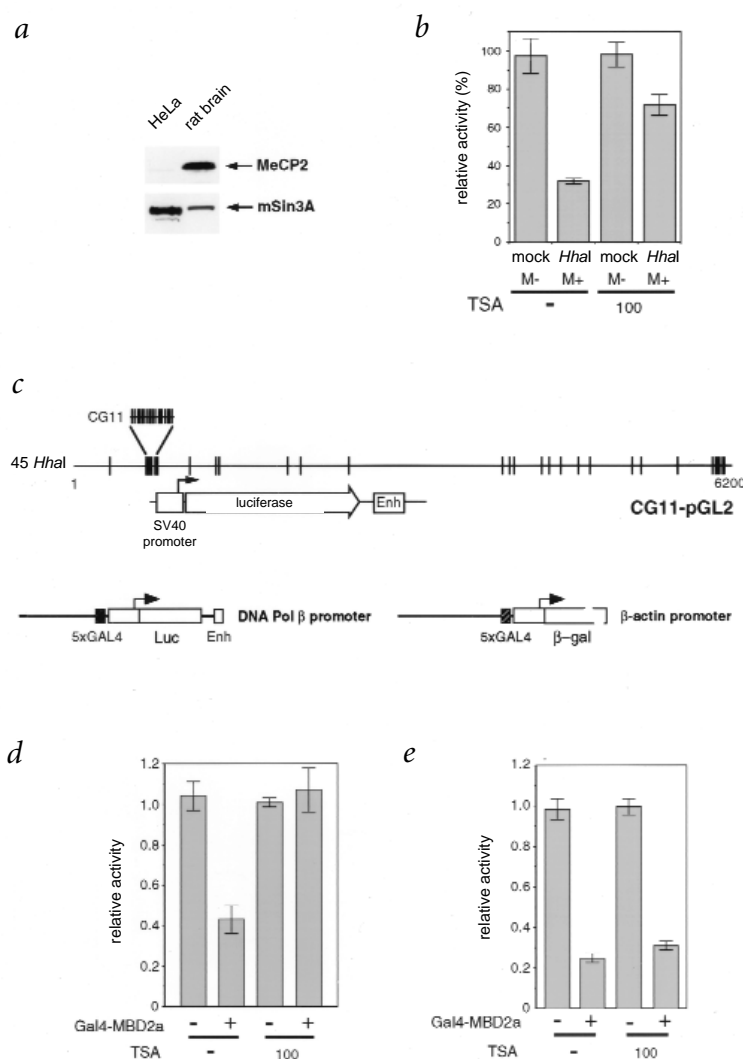 a
HeLa
rat brain
MeCP2
mSin3A
b
relative activity (%)
100
80
60
40
20
0
mock HhaI mock HhaI
M- M+ M- M+
TSA - 100
c
CG11
45 HhaI
1
6200
luciferase
Enh
SV40
promoter
CG11-pGL2
DNA Pol β promoter
5xGAL4 Luc Enh
β-actin promoter
5xGAL4 β-gal
d
relative activity
1.2
1.0
0.8
0.6
0.4
0.2
0.0
Gal4-MBD2a - + - +
TSA - 100
e
relative activity
1.2
1.0
0.8
0.6
0.4
0.2
0
Gal4-MBD2a - + - +
TSA - 100